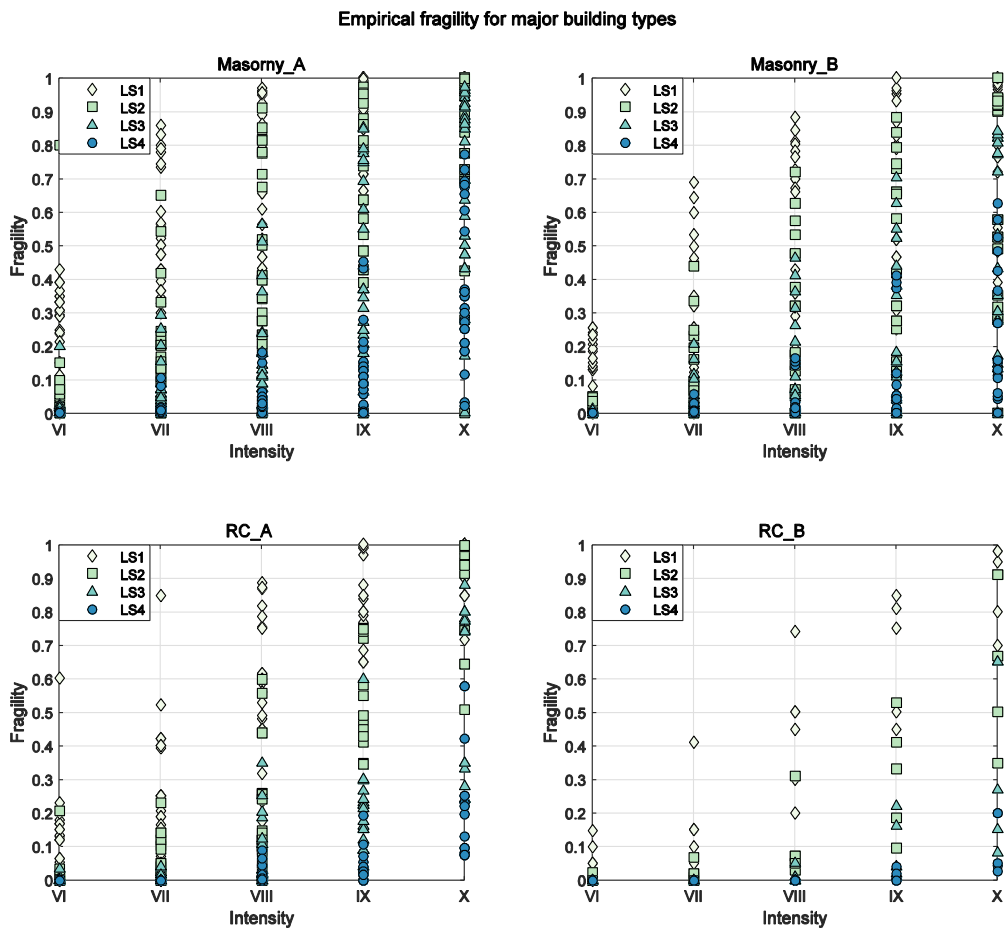 Empirical fragility for major building types
Masorny_A
Fragility
1
0.9
0.8
0.7
0.6
0.5
0.4
0.3
0.2
0.1
0
LS1
LS2
LS3
LS4
VI VII VIII IX X
Intensity
Masonry_B
Fragility
1
0.9
0.8
0.7
0.6
0.5
0.4
0.3
0.2
0.1
0
LS1
LS2
LS3
LS4
VI VII VIII IX X
Intensity
RC_A
Fragility
1
0.9
0.8
0.7
0.6
0.5
0.4
0.3
0.2
0.1
0
LS1
LS2
LS3
LS4
VI VII VIII IX X
Intensity
RC_B
Fragility
1
0.9
0.8
0.7
0.6
0.5
0.4
0.3
0.2
0.1
0
LS1
LS2
LS3
LS4
VI VII VIII IX X
Intensity